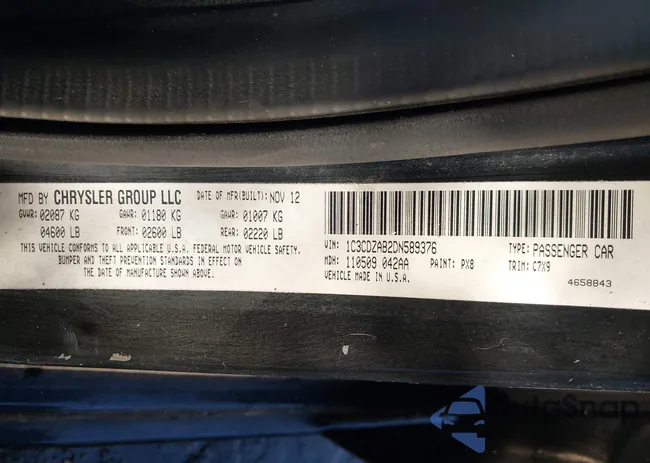 MFD BY CHRYSLER GROUP LLC DATE OF MFR(BUILT): NOV 12
GVWR: 02087 KG GAWR: 01180 KG GAWR: 01007 KG
04600 LB FRONT: 02600 LB REAR: 02220 LB
THIS VEHICLE CONFORMS TO ALL APPLICABLE, FEDERAL MOTOR VEHICLE SAFETY,
BUMPER AND THEFT PREVENTION STANDARDS IN EFFECT ON
THE DATE OF MANUFACTURE SHOWN ABOVE.
VIN: 1C3CDZAB2DN589376 TYPE: PASSENGER CAR
MDH: 110509 042AA PAINT: PX8 TRIM: C7X9
VEHICLE MADE IN U.S.A.
4658843
AutoSnap